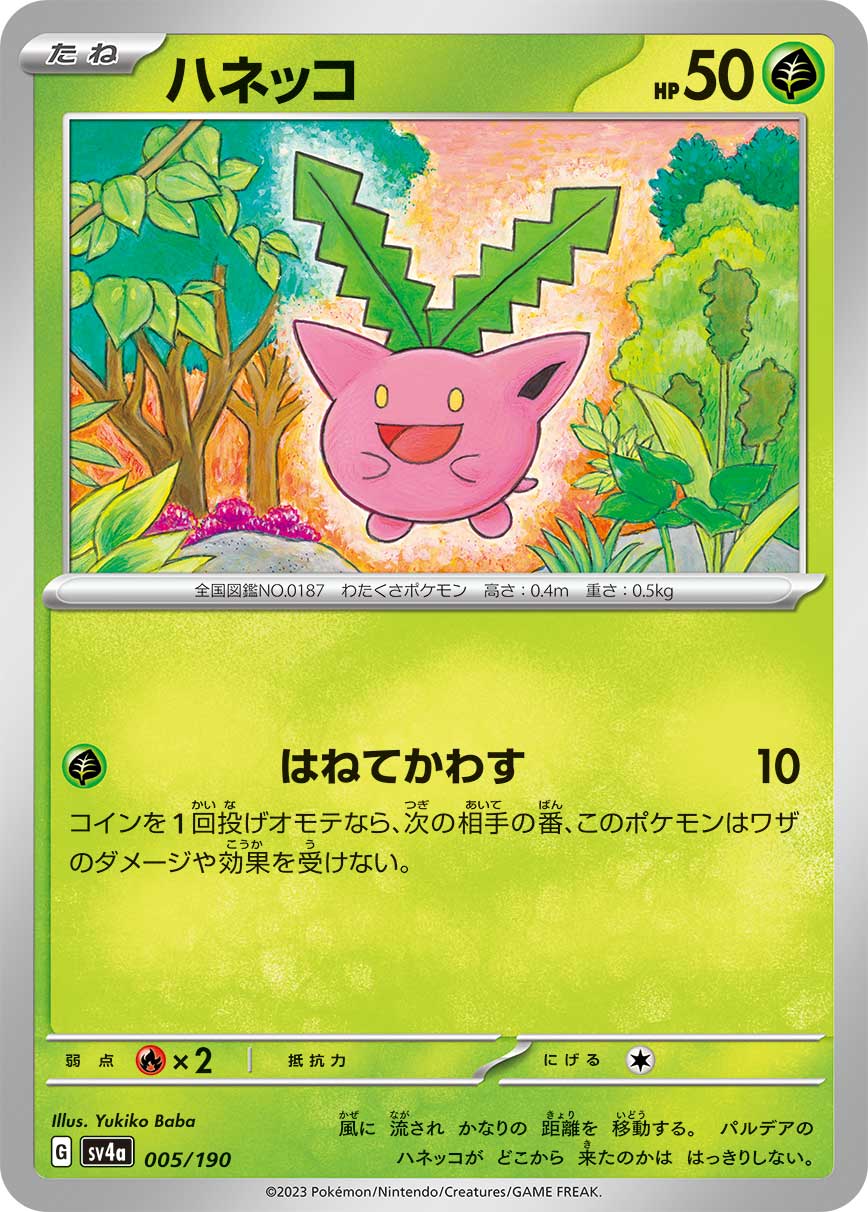 たね ハネッコ HP50
全国図鑑NO.0187 わたくさポケモン 高さ：0.4m 重さ：0.5kg
はねてかわす 10
コインを1回投げオモテなら、次の相手の番、このポケモンはワザ
のダメージや効果を受けない。
弱点 ×2 抵抗力 にげる
Illus. Yukiko Baba
風に 流され かなりの 距離を 移動する。 パルデアの
ハネッコが どこから 来たのかは はっきりしない。
G sv4a 005/190
©2023 Pokémon/Nintendo/Creatures/GAME FREAK.